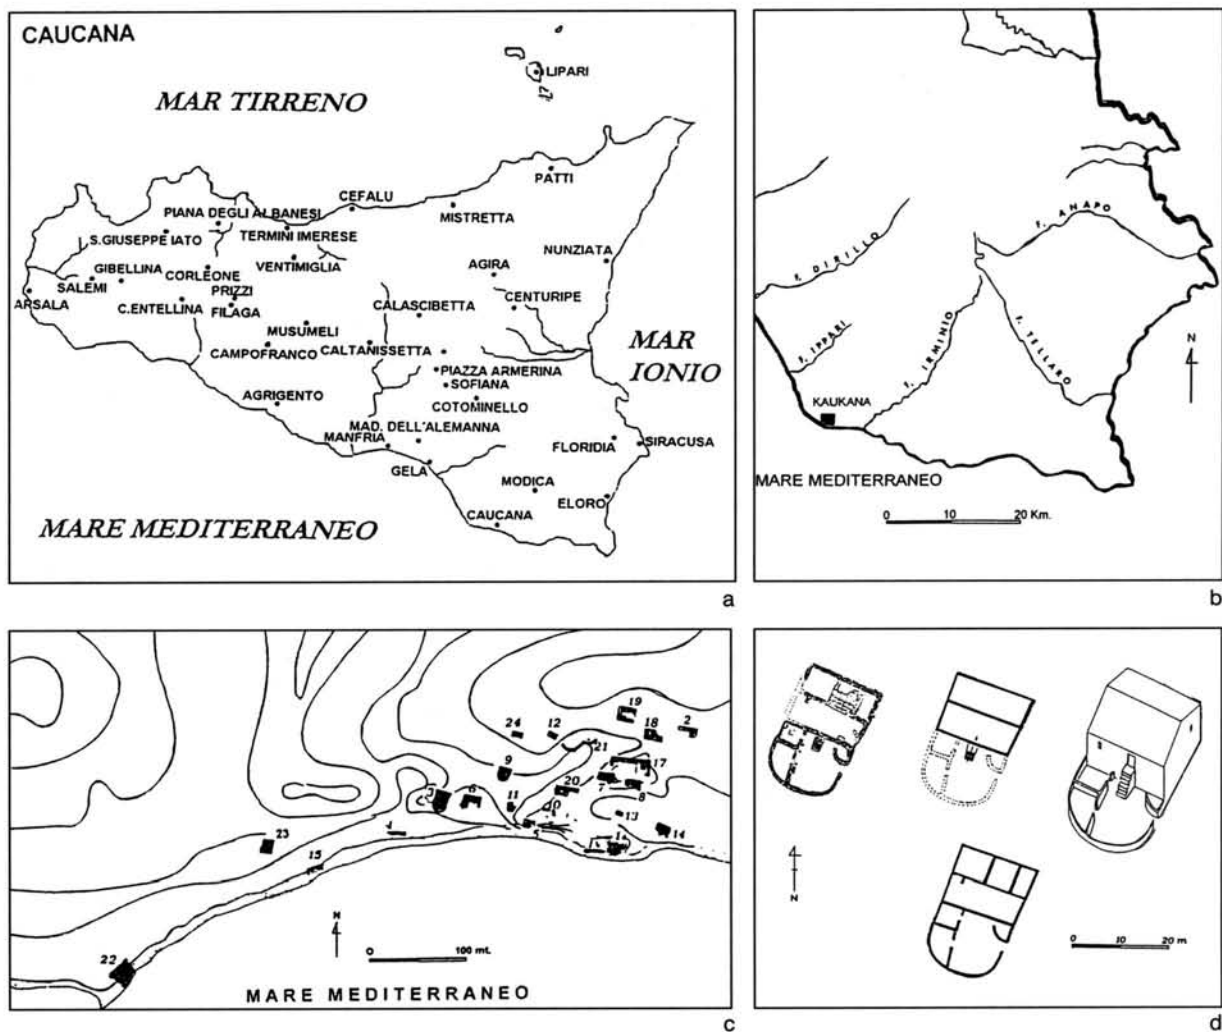 CAUCANA
MAR TIRRENO
LIPARI
PATTI
CEFALU
MISTRETTA
PIANA DEGLI ALBANESI
S.GIUSEPPE IATO
TERMINI IMERESE
NUNZIATA
GIBELLINA
CORLEONE
VENTIMIGLIA
AGIRA
SALEMI
PRIZZI
ARSALA
C.ENTELLINA
FILAGA
CALASCIBETTA
CENTURIPE
MUSUMELI
MAR
IONIO
CAMPOFRANCO
CALTANISSETTA
PIAZZA ARMERINA
SOFIANA
AGRIGENTO
COTOMINELLO
MAD. DELL'ALEMANNA
MANFRIA
FLORIDIA
SIRACUSA
GELA
MODICA
ELORO
CAUCANA
MARE MEDITERRANEO
a
F. ANAPO
F. DIRILLO
F. IPPARI
F. IRMINIO
F. TELLARO
N
KAUKANA
MARE MEDITERRANEO
0 10 20 Km.
b
19
24 12 18 2
21
9 17
7
3 6 20
11 8
13
14
23
15
N
0 100 mt.
22
MARE MEDITERRANEO
c
N
0 10 20 m.
d